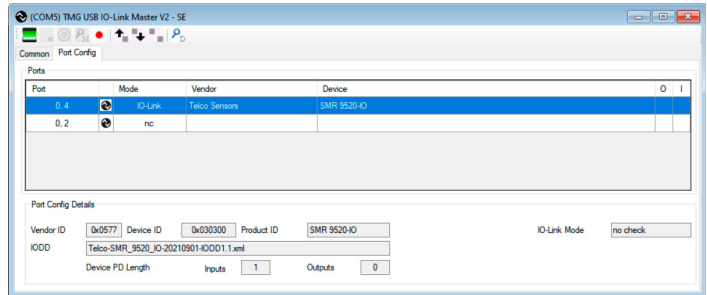 (COM5) TMG USB IO-Link Master V2 - SE
Common Port Config
Ports
Port Mode Vendor Device O I
0, 4 IO-Link Telco Sensors SMR 9520-IO
0, 2 nc
Port Config Details
Vendor ID 0x0577 Device ID 0x030300 Product ID SMR 9520-IO IO-Link Mode no check
IODD Telco-SMR_9520_IO-20210901-IODD1.1.xml
Device PD Length Inputs 1 Outputs 0